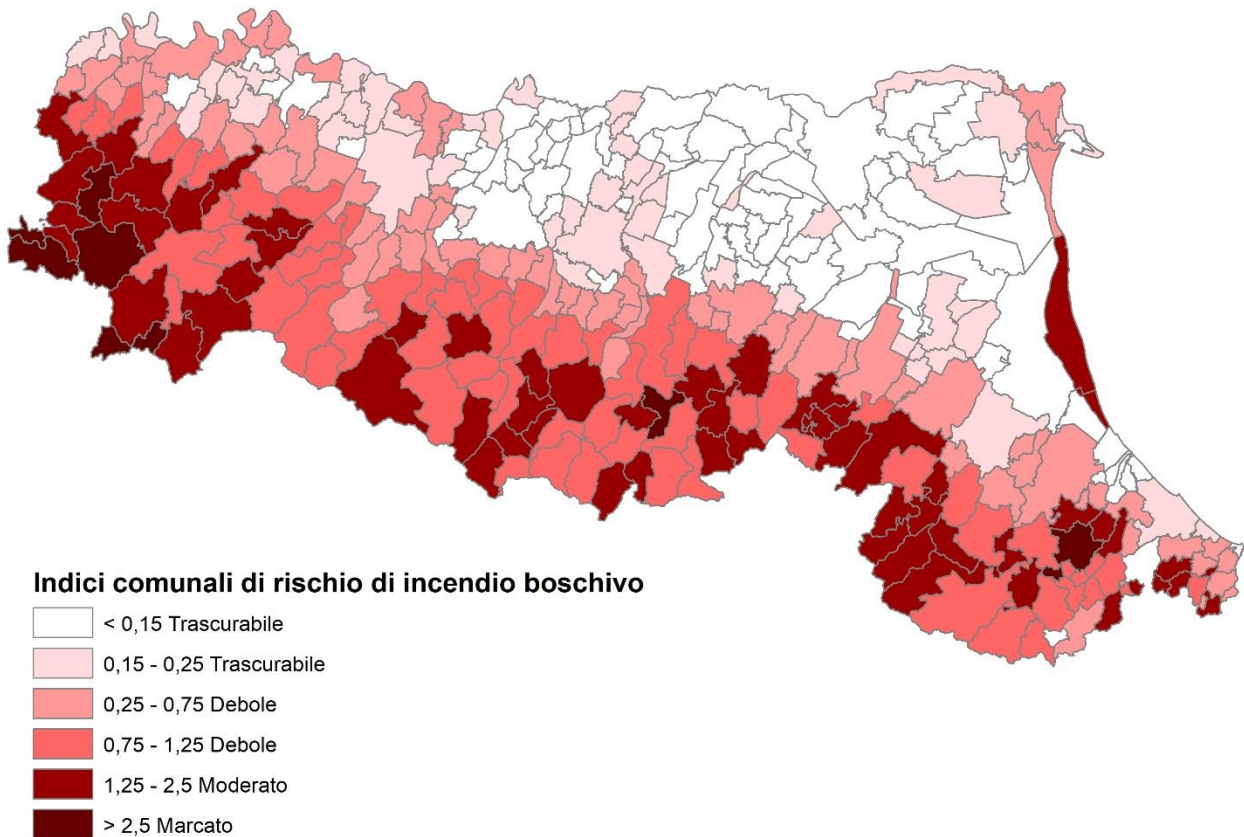 Indici comunali di rischio di incendio boschivo
< 0,15 Trascurabile
0,15 - 0,25 Trascurabile
0,25 - 0,75 Debole
0,75 - 1,25 Debole
1,25 - 2,5 Moderato
> 2,5 Marcato